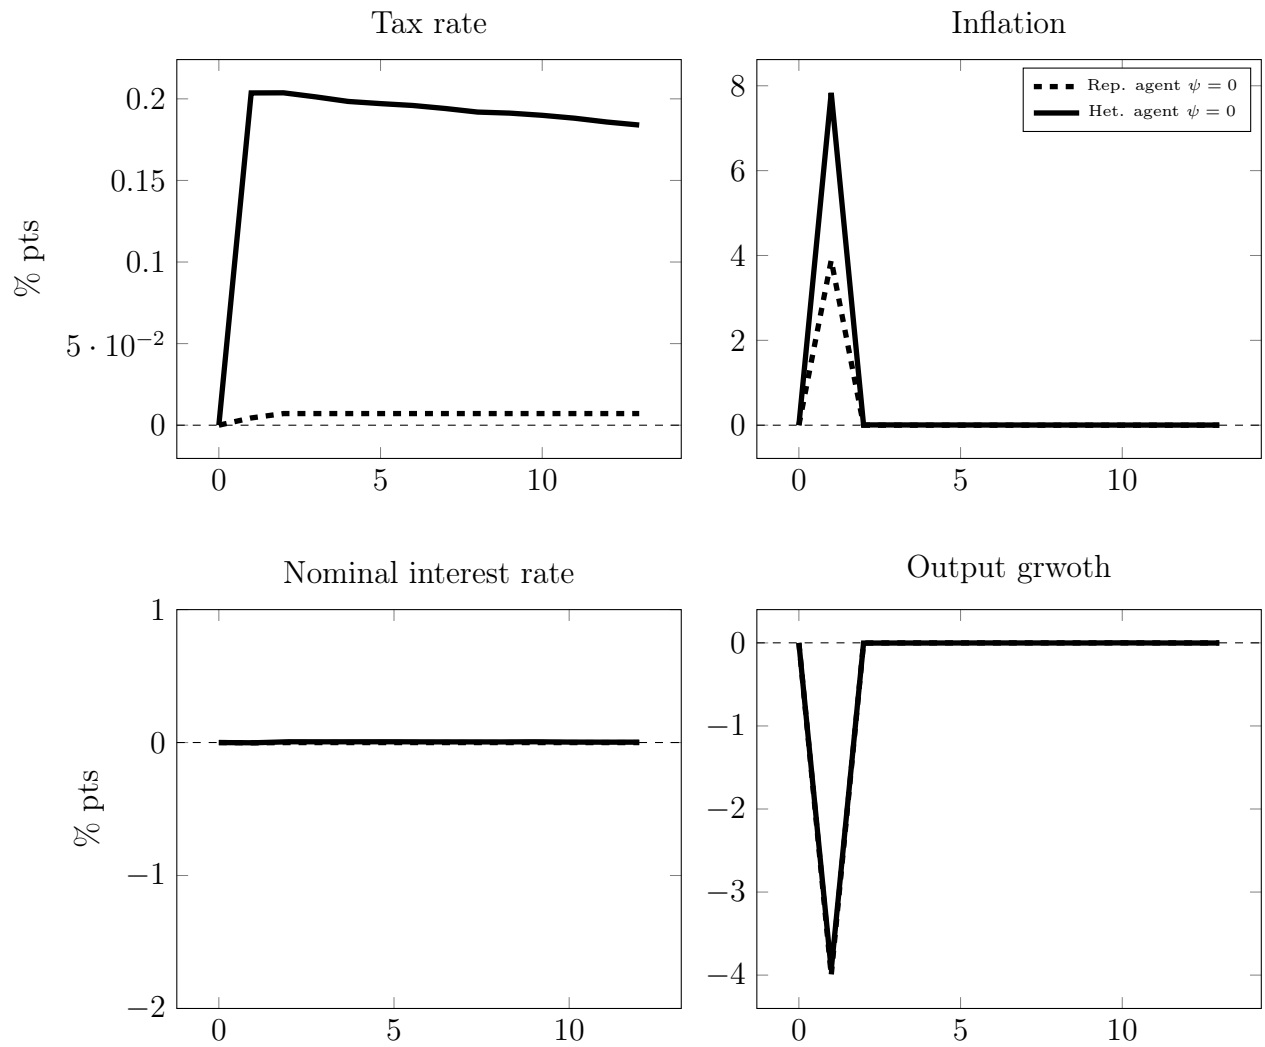 Tax rate
Inflation
% pts
0.2
0.15
0.1
5 · 10⁻²
0
0 5 10
8
6
4
2
0
0 5 10
Rep. agent ψ = 0
Het. agent ψ = 0
Nominal interest rate
Output grwoth
% pts
1
0
−1
−2
0 5 10
0
−1
−2
−3
−4
0 5 10